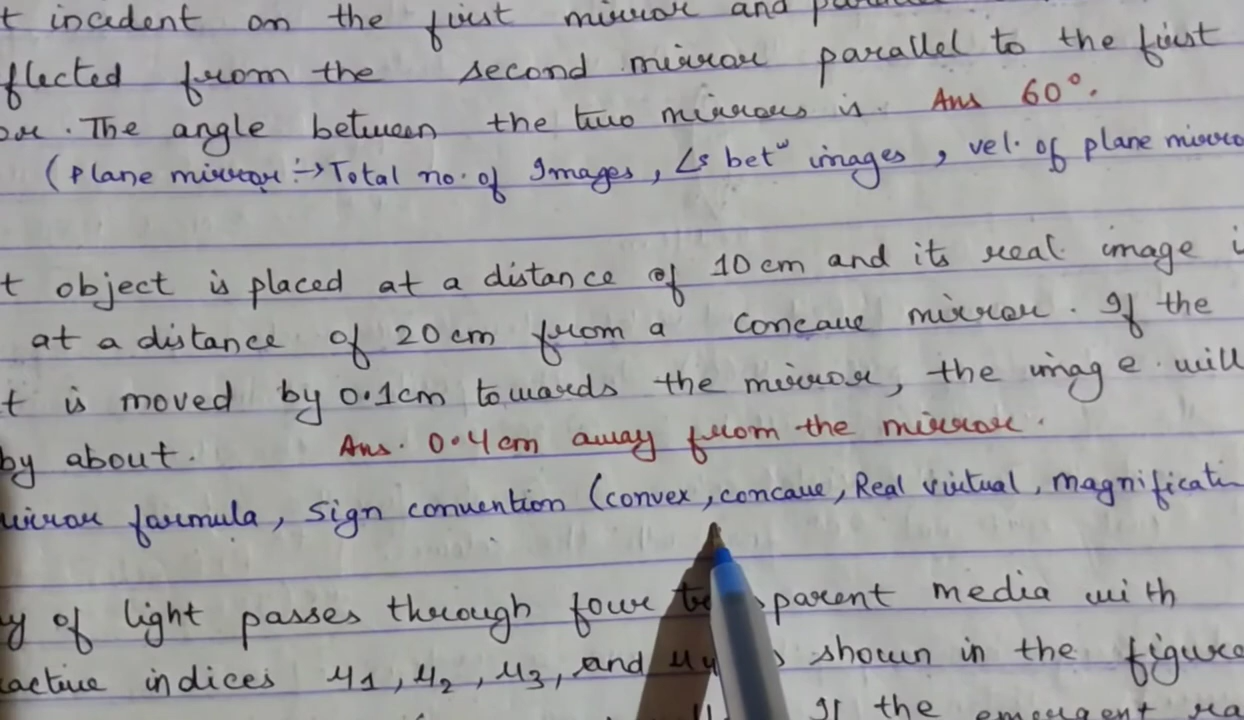 t incident on the first mirror and
flected from the second mirror parallel to the first
or. The angle between the two mirrors is. Ans 60°.
(Plane mirror :→ Total no. of Images, ∠s betⁿ images, vel. of plane mirro
t object is placed at a distance of 10 cm and its real image i
at a distance of 20 cm from a concave mirror. If the
t is moved by 0.1cm towards the mirror, the image will
by about. Ans. 0.4 cm away from the mirror.
mirror formula, sign convention (convex, concave, Real virtual, magnificati
y of light passes through four parent media with
active indices μ1, μ2, μ3, and μ4 shown in the figure
If the emergent ra